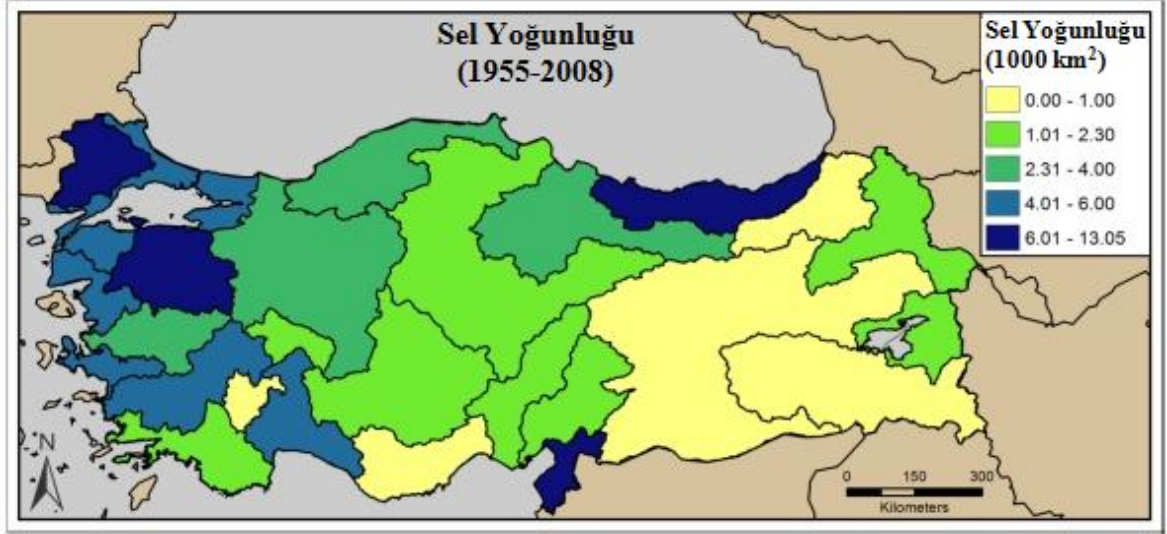 Sel Yoğunluğu
(1955-2008)
Sel Yoğunluğu
(1000 km²)
0.00 - 1.00
1.01 - 2.30
2.31 - 4.00
4.01 - 6.00
6.01 - 13.05
N
0 150 300
Kilometers